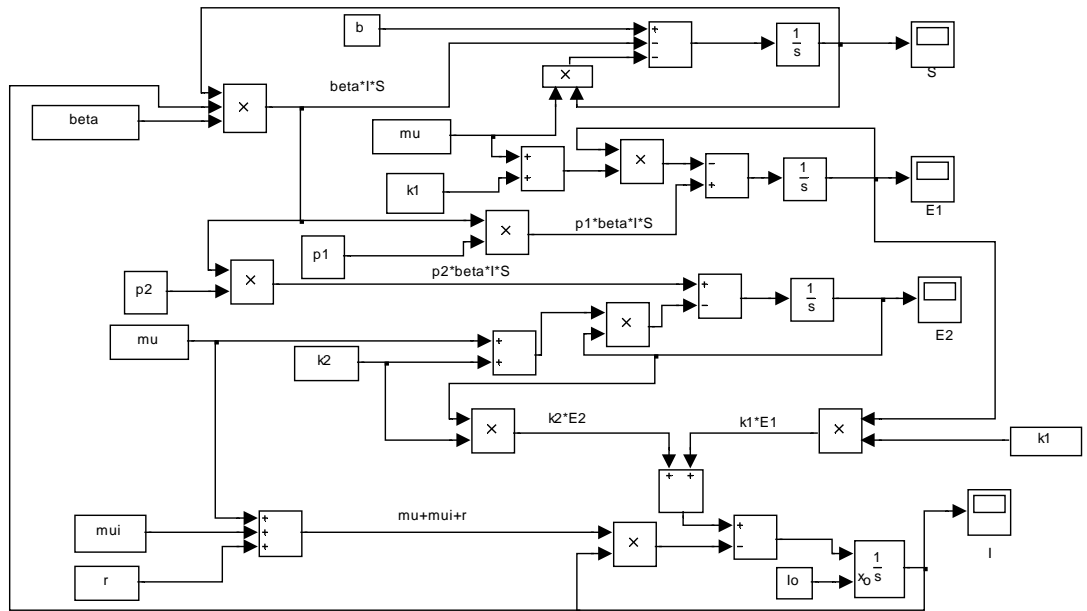 b
+
−
−
1
s
S
×
beta*I*S
×
beta
mu
+
+
×
−
+
1
s
E1
k1
p1*beta*I*S
×
p1
p2*beta*I*S
×
p2
+
−
1
s
E2
×
mu
+
+
k2
k2*E2
k1*E1
×
×
k1
+ +
mu+mui+r
+
+
+
mui
r
×
+
−
Io
xo
1
s
I